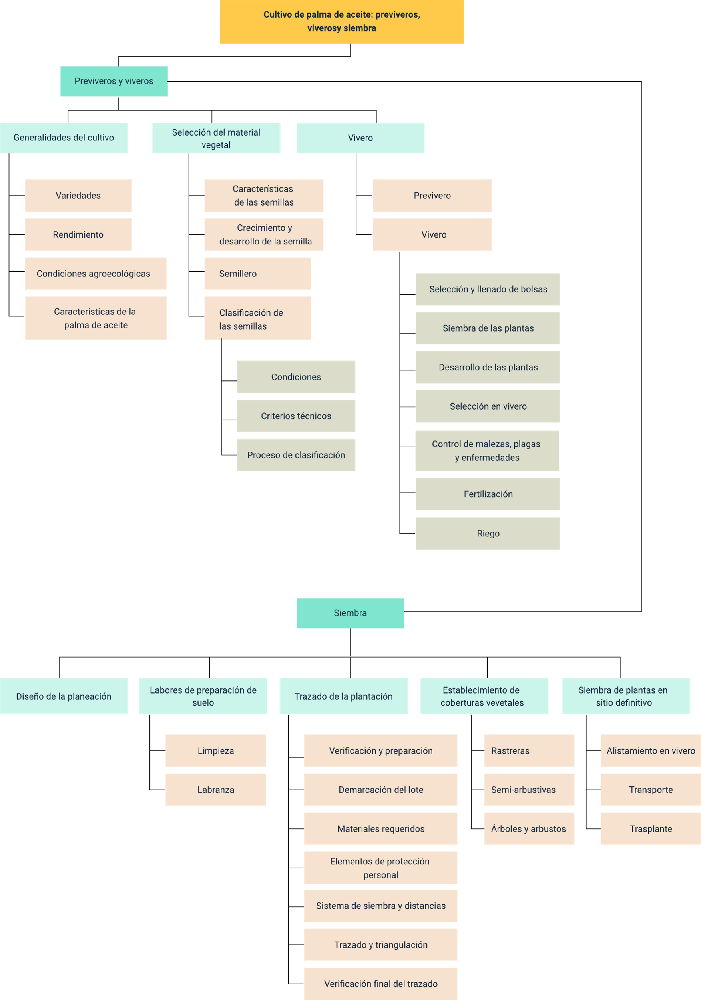 Cultivo de palma de aceite: previveros,
viverosy siembra
Previveros y viveros
Generalidades del cultivo
Variedades
Rendimiento
Condiciones agroecológicas
Características de la
palma de aceite
Selección del material
vegetal
Características
de las semillas
Crecimiento y
desarrollo de la semilla
Semillero
Clasificación de
las semillas
Condiciones
Criterios técnicos
Proceso de clasificación
Vivero
Previvero
Vivero
Selección y llenado de bolsas
Siembra de las plantas
Desarrollo de las plantas
Selección en vivero
Control de malezas, plagas
y enfermedades
Fertilización
Riego
Siembra
Diseño de la planeación
Labores de preparación de
suelo
Limpieza
Labranza
Trazado de la plantación
Verificación y preparación
Demarcación del lote
Materiales requeridos
Elementos de protección
personal
Sistema de siembra y distancias
Trazado y triangulación
Verificación final del trazado
Establecimiento de
coberturas vevetales
Rastreras
Semi-arbustivas
Árboles y arbustos
Siembra de plantas en
sitio definitivo
Alistamiento en vivero
Transporte
Trasplante